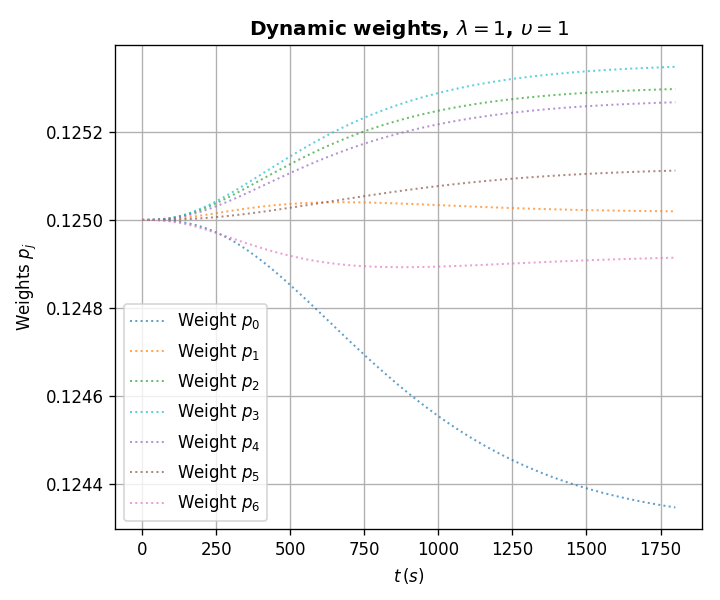 Dynamic weights, λ = 1, υ = 1
Weights p_j
0.1252
0.1250
0.1248
0.1246
0.1244
Weight p_0
Weight p_1
Weight p_2
Weight p_3
Weight p_4
Weight p_5
Weight p_6
0 250 500 750 1000 1250 1500 1750
t (s)